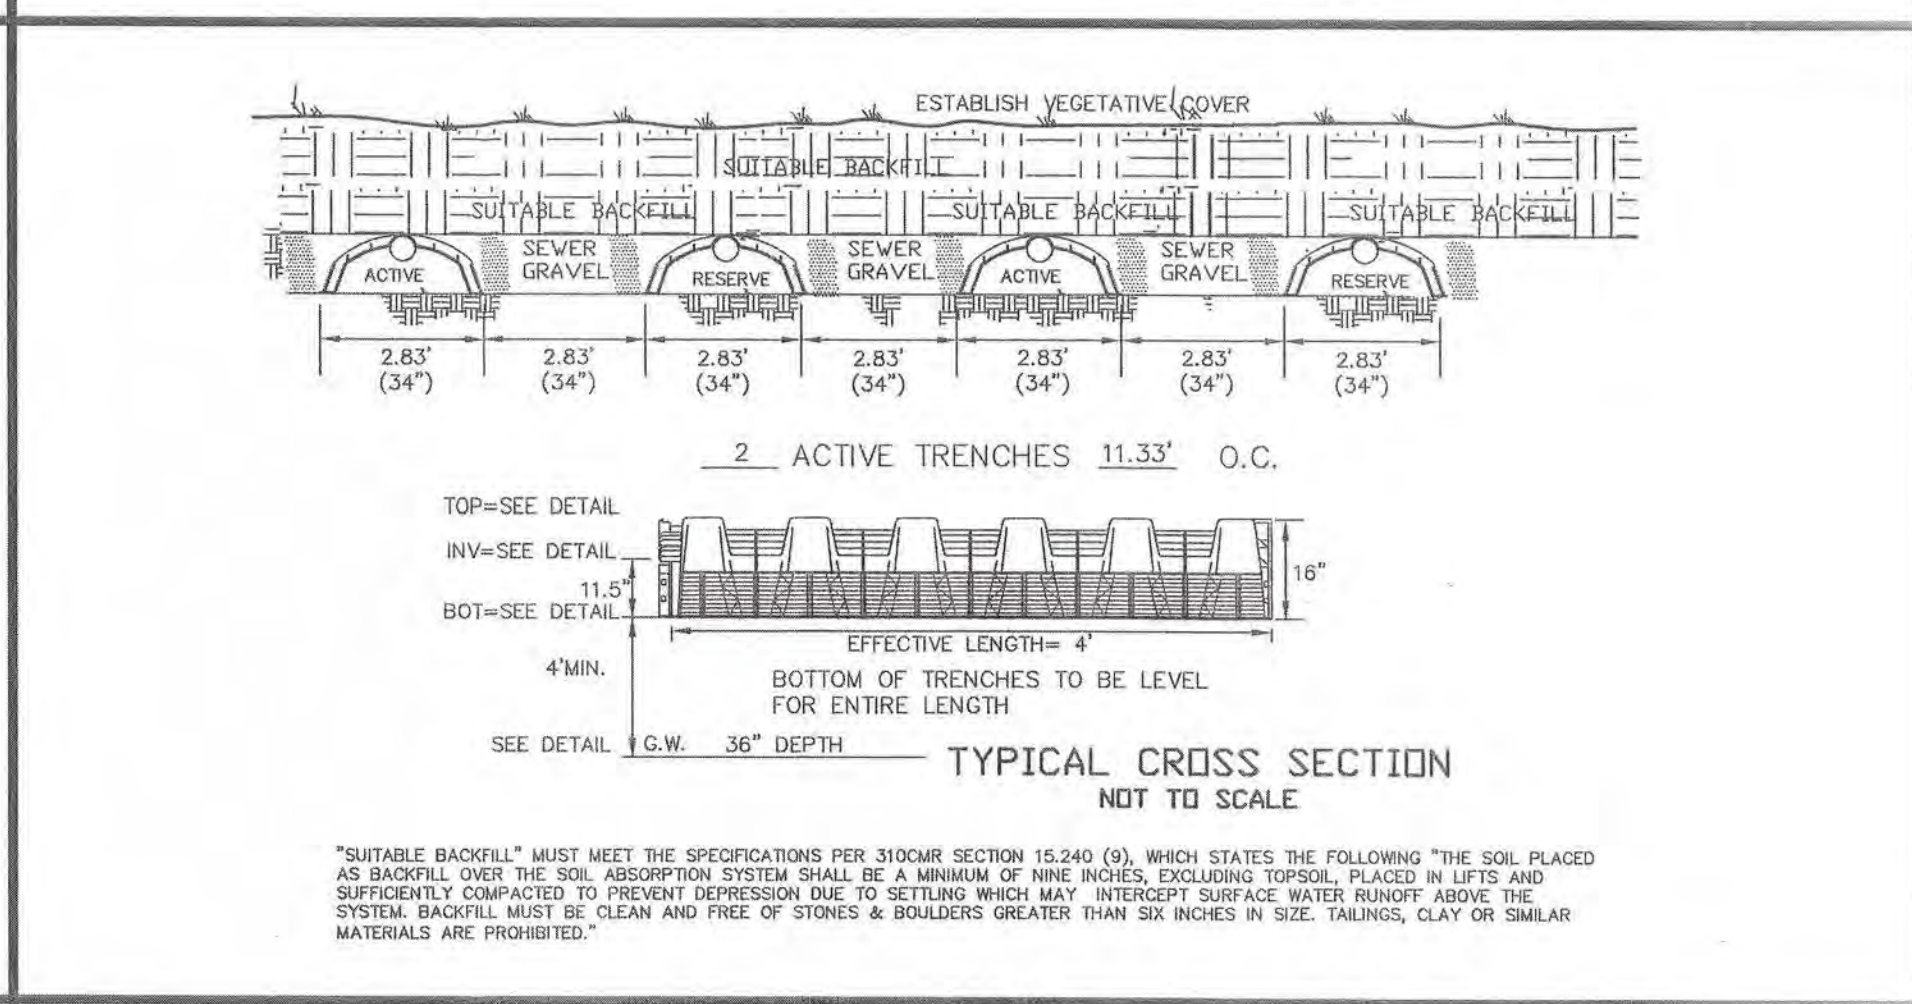 ESTABLISH VEGETATIVE COVER
SUITABLE BACKFILL
SUITABLE BACKFILL SUITABLE BACKFILL SUITABLE BACKFILL
ACTIVE
SEWER
GRAVEL
RESERVE
SEWER
GRAVEL
ACTIVE
SEWER
GRAVEL
RESERVE
2.83' 2.83' 2.83' 2.83' 2.83' 2.83' 2.83'
(34") (34") (34") (34") (34") (34") (34")
2 ACTIVE TRENCHES 11.33' O.C.
TOP=SEE DETAIL
INV=SEE DETAIL
11.5"
BOT=SEE DETAIL
16"
EFFECTIVE LENGTH= 4'
4'MIN.
BOTTOM OF TRENCHES TO BE LEVEL
FOR ENTIRE LENGTH
SEE DETAIL G.W. 36" DEPTH
TYPICAL CROSS SECTION
NOT TO SCALE
"SUITABLE BACKFILL" MUST MEET THE SPECIFICATIONS PER 310CMR SECTION 15.240 (9), WHICH STATES THE FOLLOWING "THE SOIL PLACED
AS BACKFILL OVER THE SOIL ABSORPTION SYSTEM SHALL BE A MINIMUM OF NINE INCHES, EXCLUDING TOPSOIL, PLACED IN LIFTS AND
SUFFICIENTLY COMPACTED TO PREVENT DEPRESSION DUE TO SETTLING WHICH MAY INTERCEPT SURFACE WATER RUNOFF ABOVE THE
SYSTEM. BACKFILL MUST BE CLEAN AND FREE OF STONES & BOULDERS GREATER THAN SIX INCHES IN SIZE. TAILINGS, CLAY OR SIMILAR
MATERIALS ARE PROHIBITED."